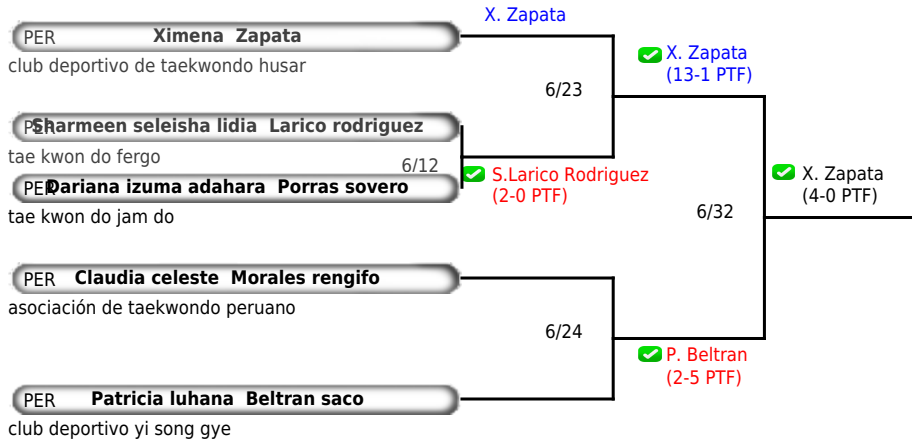 X. Zapata
PER Ximena Zapata
club deportivo de taekwondo husar
6/23
X. Zapata
(13-1 PTF)
PER Sharmeen seleisha lidia Larico rodriguez
tae kwon do fergo
6/12
S.Larico Rodriguez
(2-0 PTF)
PER Dariana izuma adahara Porras sovero
tae kwon do jam do
6/32
X. Zapata
(4-0 PTF)
PER Claudia celeste Morales rengifo
asociación de taekwondo peruano
6/24
P. Beltran
(2-5 PTF)
PER Patricia luhana Beltran saco
club deportivo yi song gye